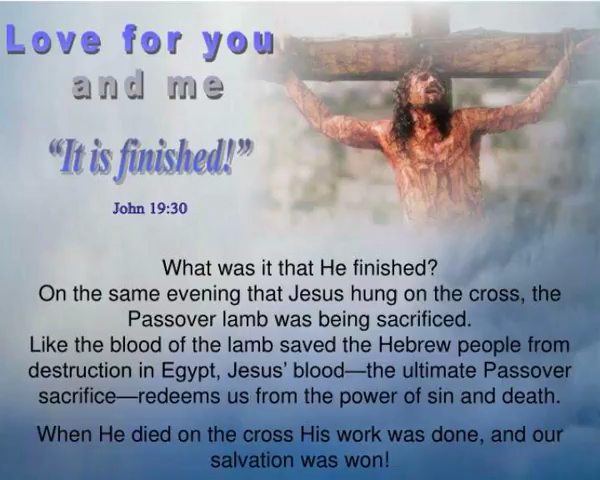 Love for you
and me
“It is finished!”
John 19:30
What was it that He finished?
On the same evening that Jesus hung on the cross, the
Passover lamb was being sacrificed.
Like the blood of the lamb saved the Hebrew people from
destruction in Egypt, Jesus’ blood—the ultimate Passover
sacrifice—redeems us from the power of sin and death.
When He died on the cross His work was done, and our
salvation was won!